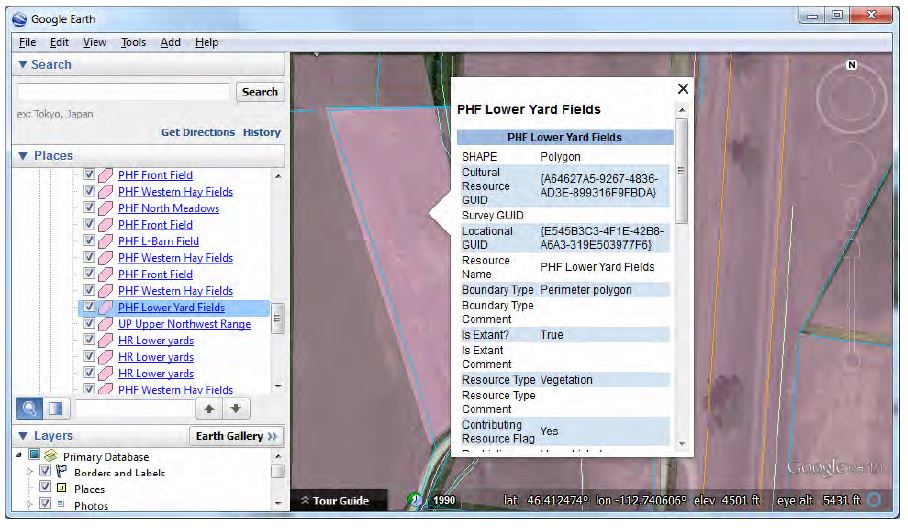 Google Earth
File Edit View Tools Add Help
Search
Search
ex: Tokyo, Japan
Get Directions History
Places
PHF Front Field
PHF Western Hay Fields
PHF North Meadows
PHF Front Field
PHF L-Barn Field
PHF Western Hay Fields
PHF Front Field
PHF Western Hay Fields
PHF Lower Yard Fields
UP Upper Northwest Range
HR Lower yards
HR Lower yards
HR Lower yards
PHF Western Hay Fields
Layers
Earth Gallery >>
Primary Database
Borders and Labels
Places
Photos
PHF Lower Yard Fields
PHF Lower Yard Fields
SHAPE Polygon
Cultural Resource GUID {A64627A5-9267-4836-
AD3E-899316F9FBDA}
Survey GUID
Locational GUID {E545B3C3-4F1E-42B8-
A6A3-319E503977F6}
Resource Name PHF Lower Yard Fields
Boundary Type Perimeter polygon
Boundary Type
Comment
Is Extant? True
Is Extant
Comment
Resource Type Vegetation
Resource Type
Comment
Contributing
Resource Flag Yes
N
Google earth
Tour Guide
1990
lat 46.412474° lon -112.740606° elev 4501 ft eye alt 5431 ft